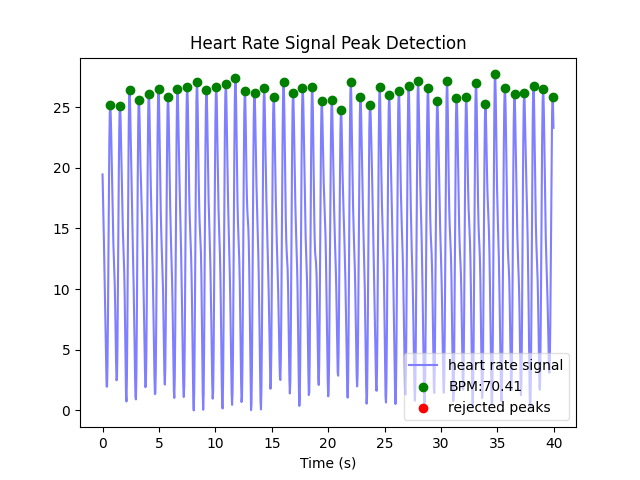 Heart Rate Signal Peak Detection
25
20
15
10
5
0
heart rate signal
BPM:70.41
rejected peaks
0 5 10 15 20 25 30 35 40
Time (s)